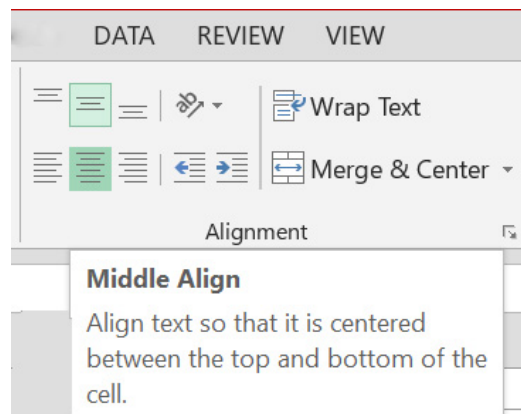 DATA REVIEW VIEW
Wrap Text
Merge & Center
Alignment
Middle Align
Align text so that it is centered
between the top and bottom of the
cell.